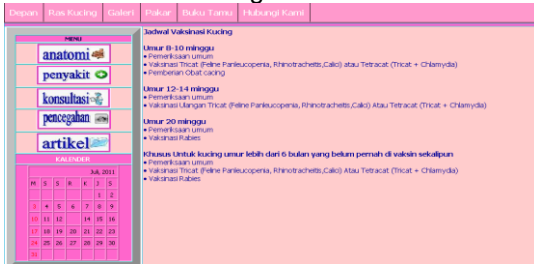 Depan Ras Kucing Galeri Pakar Buku Tamu Hubungi Kami
MENU
anatomi
penyakit
konsultasi
pencegahan
artikel
KALENDER
Juli, 2011
M S S R K J S
1 2
3 4 5 6 7 8 9
10 11 12 14 15 16
17 18 19 20 21 22 23
24 25 26 27 28 29 30
31
Jadwal Vaksinasi Kucing
Umur 8-10 minggu
• Pemeriksaan umum
• Vaksinasi Tricat (Feline Panleucopenia, Rhinotracheitis,Calici) atau Tetracat (Tricat + Chlamydia)
• Pemberian Obat cacing
Umur 12-14 minggu
• Pemeriksaan umum
• Vaksinasi Ulangan Tricat (Feline Panleucopenia, Rhinotracheitis,Calici) Atau Tetracat (Tricat + Chlamydia)
Umur 20 minggu
• Pemeriksaan umum
• Vaksinasi Rabies
Khusus Untuk kucing umur lebih dari 6 bulan yang belum pernah di vaksin sekalipun
• Pemeriksaan umum
• Vaksinasi Tricat (Feline Panleucopenia, Rhinotracheitis,Calici) Atau Tetracat (Tricat + Chlamydia)
• Vaksinasi Rabies